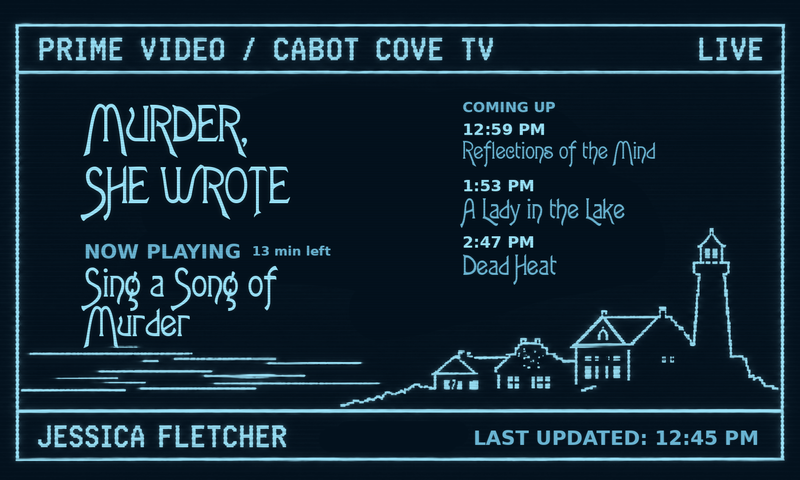 PRIME VIDEO / CABOT COVE TV
LIVE
MURDER,
SHE WROTE
NOW PLAYING 13 min left
Sing a Song of
Murder
COMING UP
12:59 PM
Reflections of the Mind
1:53 PM
A Lady in the Lake
2:47 PM
Dead Heat
JESSICA FLETCHER
LAST UPDATED: 12:45 PM